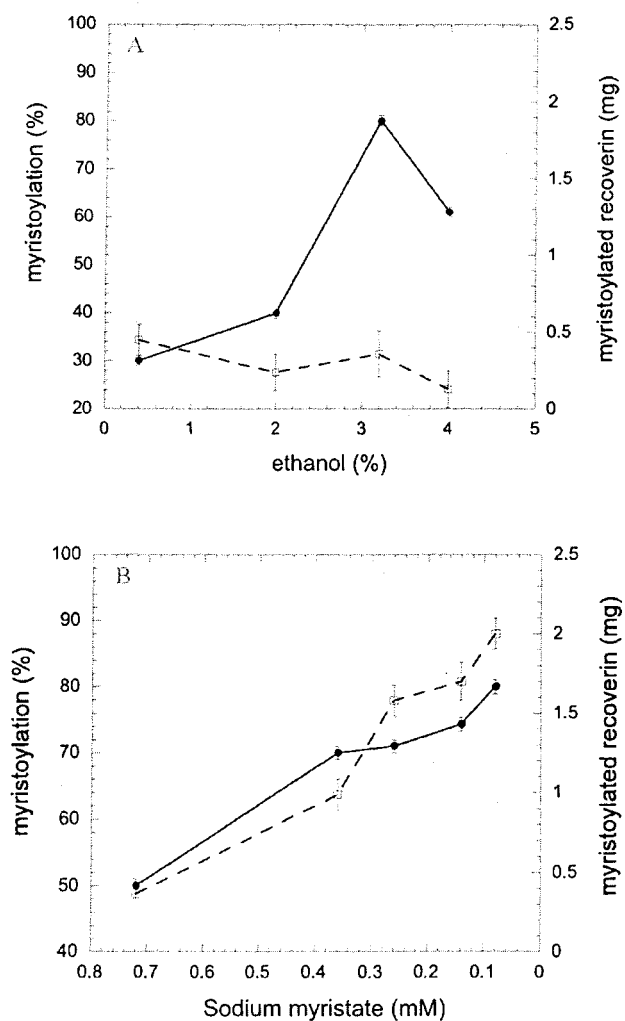 A
100
90
80
70
60
50
40
30
20
myristoylation (%)
2.5
2
1.5
1
0.5
0
myristoylated recoverin (mg)
0 1 2 3 4 5
ethanol (%)
B
100
90
80
70
60
50
40
myristoylation (%)
2.5
2
1.5
1
0.5
0
myristoylated recoverin (mg)
0.8 0.7 0.6 0.5 0.4 0.3 0.2 0.1 0
Sodium myristate (mM)